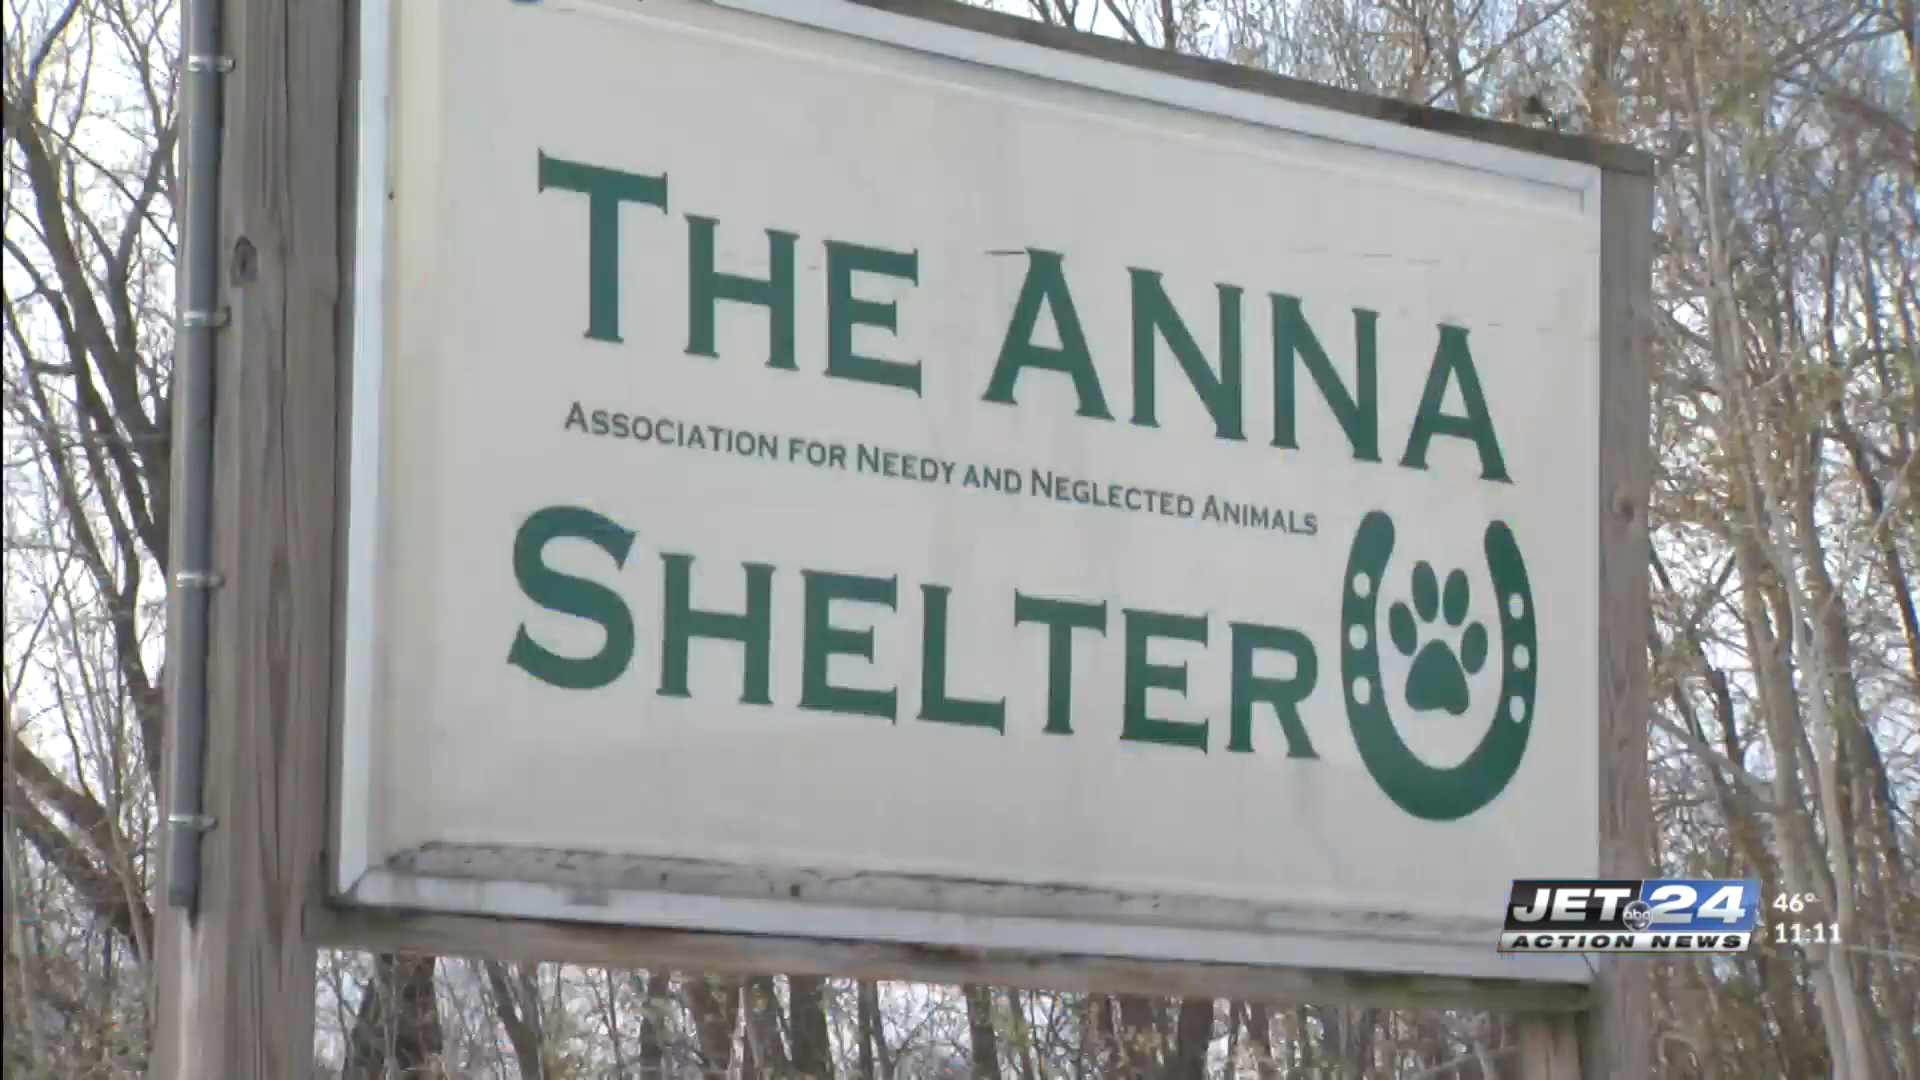 THE ANNA
ASSOCIATION FOR NEEDY AND NEGLECTED ANIMALS
SHELTER
JET abc 24
ACTION NEWS
46°
11:11